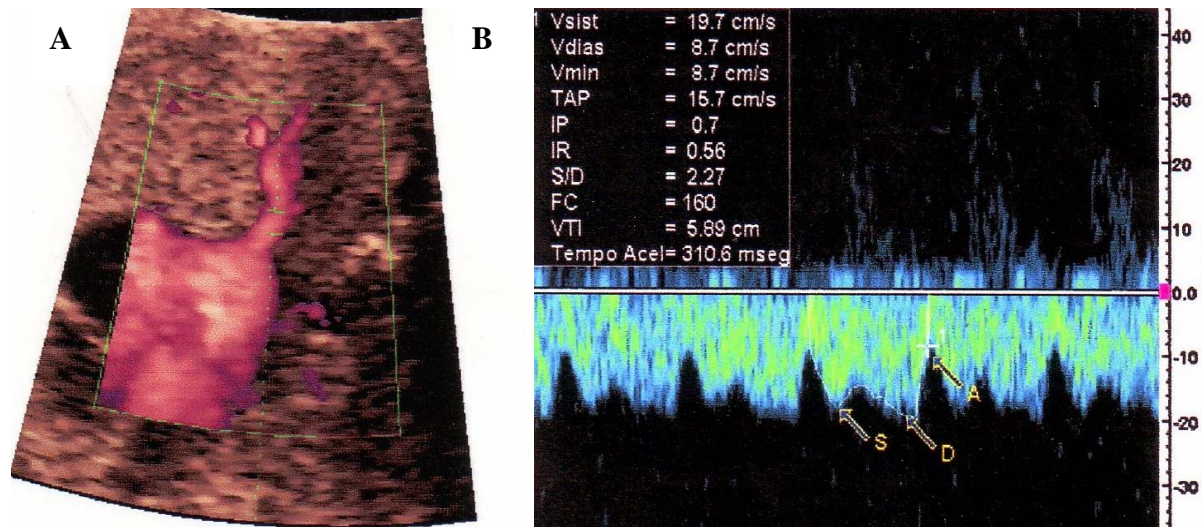 A
B
Vsist = 19.7 cm/s
Vdias = 8.7 cm/s
Vmin = 8.7 cm/s
TAP = 15.7 cm/s
IP = 0.7
IR = 0.56
S/D = 2.27
FC = 160
VTI = 5.89 cm
Tempo Acel= 310.6 mseg
40
30
20
10
0.0
-10
-20
-30
1
A
S
D